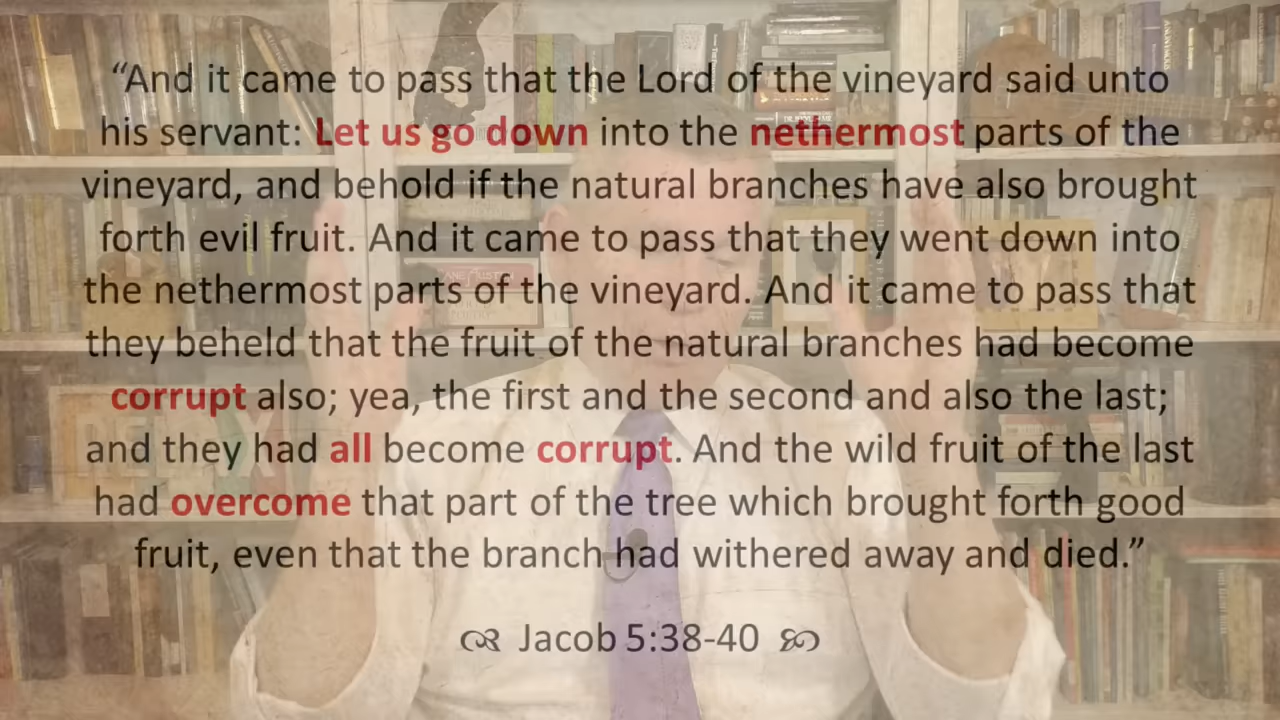 “And it came to pass that the Lord of the vineyard said unto
his servant: Let us go down into the nethermost parts of the
vineyard, and behold if the natural branches have also brought
forth evil fruit. And it came to pass that they went down into
the nethermost parts of the vineyard. And it came to pass that
they beheld that the fruit of the natural branches had become
corrupt also; yea, the first and the second and also the last;
and they had all become corrupt. And the wild fruit of the last
had overcome that part of the tree which brought forth good
fruit, even that the branch had withered away and died.”
Jacob 5:38-40